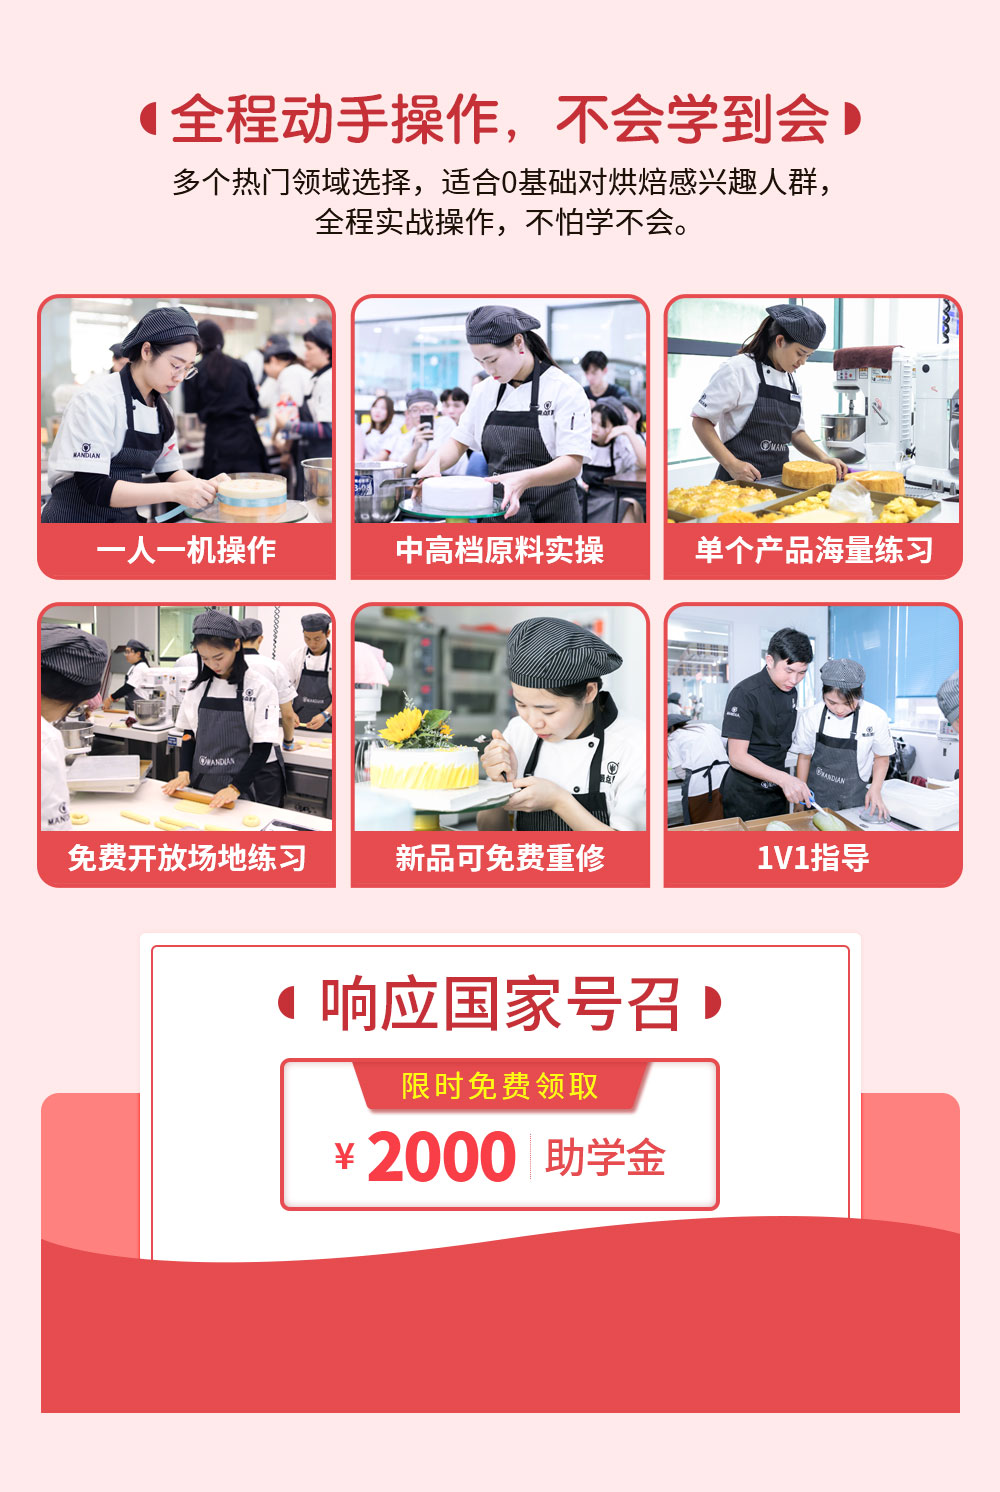 全程动手操作，不会学到会
多个热门领域选择，适合0基础对烘焙感兴趣人群，
全程实战操作，不怕学不会。
MANDIAN
MANDIAN
一人一机操作
中高档原料实操
单个产品海量练习
MANDIAN
MANDIAN
MANDIAN
免费开放场地练习
新品可免费重修
1V1指导
响应国家号召
限时免费领取
¥2000 助学金